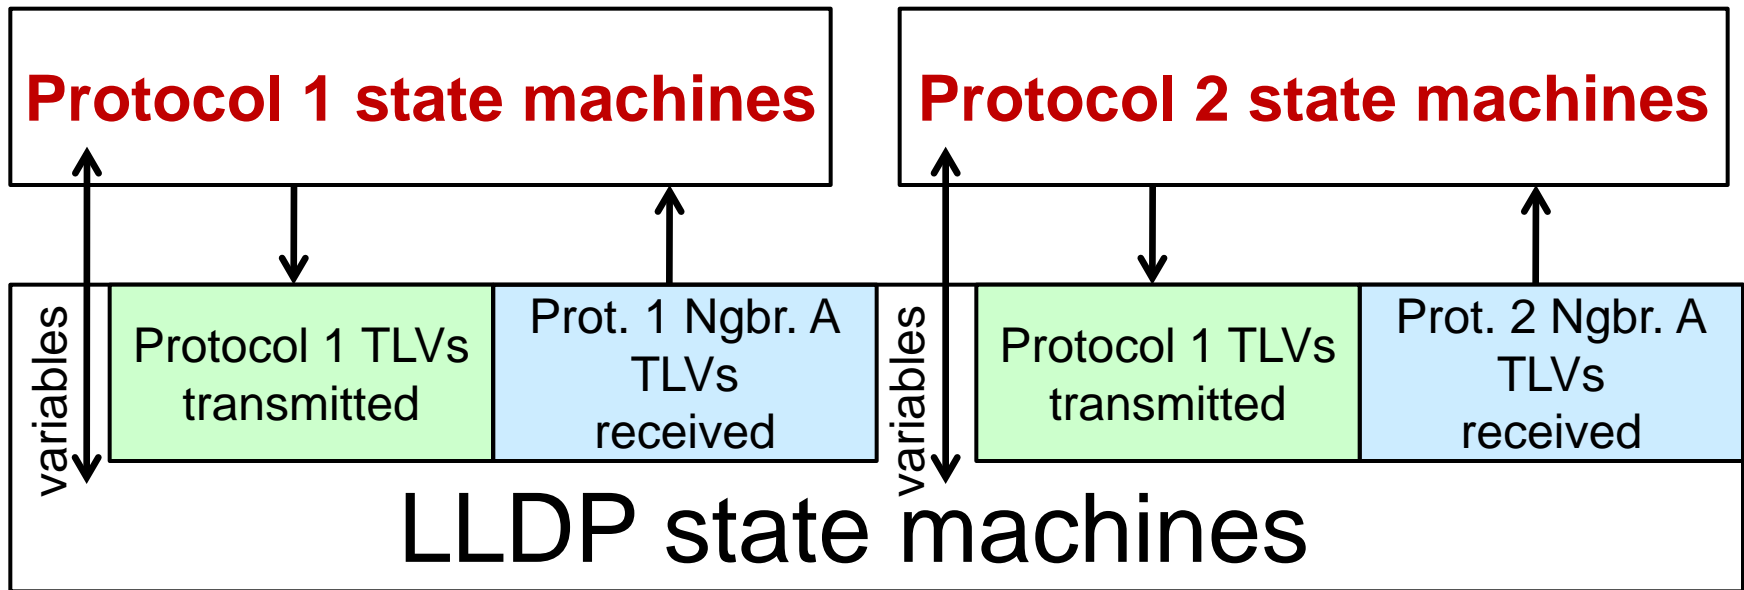 Protocol 1 state machines
Protocol 2 state machines
variables
Protocol 1 TLVs
transmitted
Prot. 1 Ngbr. A
TLVs
received
variables
Protocol 1 TLVs
transmitted
Prot. 2 Ngbr. A
TLVs
received
LLDP state machines